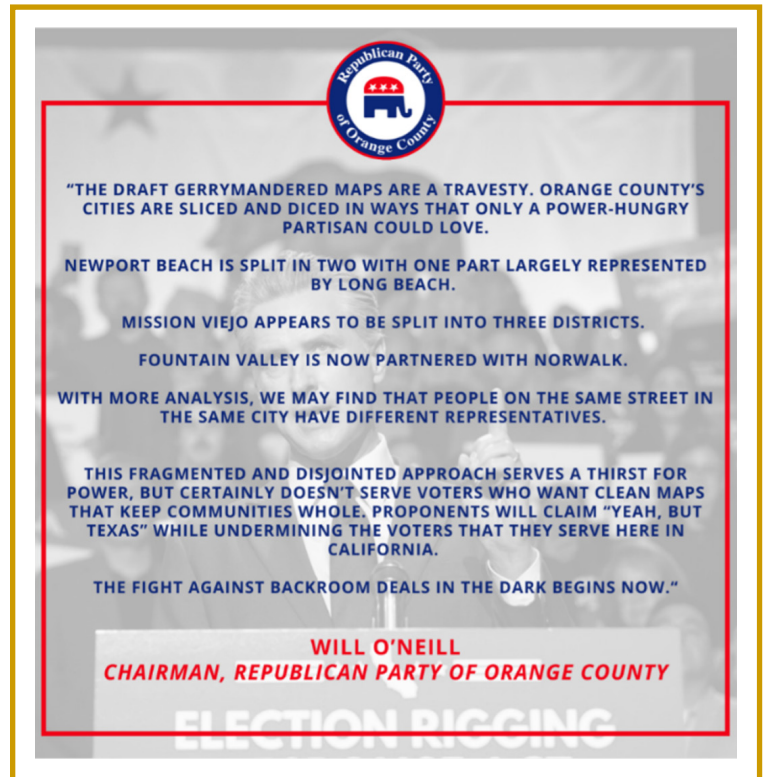 Republican Party
of Orange County
“THE DRAFT GERRYMANDERED MAPS ARE A TRAVESTY. ORANGE COUNTY’S
CITIES ARE SLICED AND DICED IN WAYS THAT ONLY A POWER-HUNGRY
PARTISAN COULD LOVE.
NEWPORT BEACH IS SPLIT IN TWO WITH ONE PART LARGELY REPRESENTED
BY LONG BEACH.
MISSION VIEJO APPEARS TO BE SPLIT INTO THREE DISTRICTS.
FOUNTAIN VALLEY IS NOW PARTNERED WITH NORWALK.
WITH MORE ANALYSIS, WE MAY FIND THAT PEOPLE ON THE SAME STREET IN
THE SAME CITY HAVE DIFFERENT REPRESENTATIVES.
THIS FRAGMENTED AND DISJOINTED APPROACH SERVES A THIRST FOR
POWER, BUT CERTAINLY DOESN’T SERVE VOTERS WHO WANT CLEAN MAPS
THAT KEEP COMMUNITIES WHOLE. PROPONENTS WILL CLAIM “YEAH, BUT
TEXAS” WHILE UNDERMINING THE VOTERS THAT THEY SERVE HERE IN
CALIFORNIA.
THE FIGHT AGAINST BACKROOM DEALS IN THE DARK BEGINS NOW.“
WILL O’NEILL
CHAIRMAN, REPUBLICAN PARTY OF ORANGE COUNTY
ELECTION RIGGING